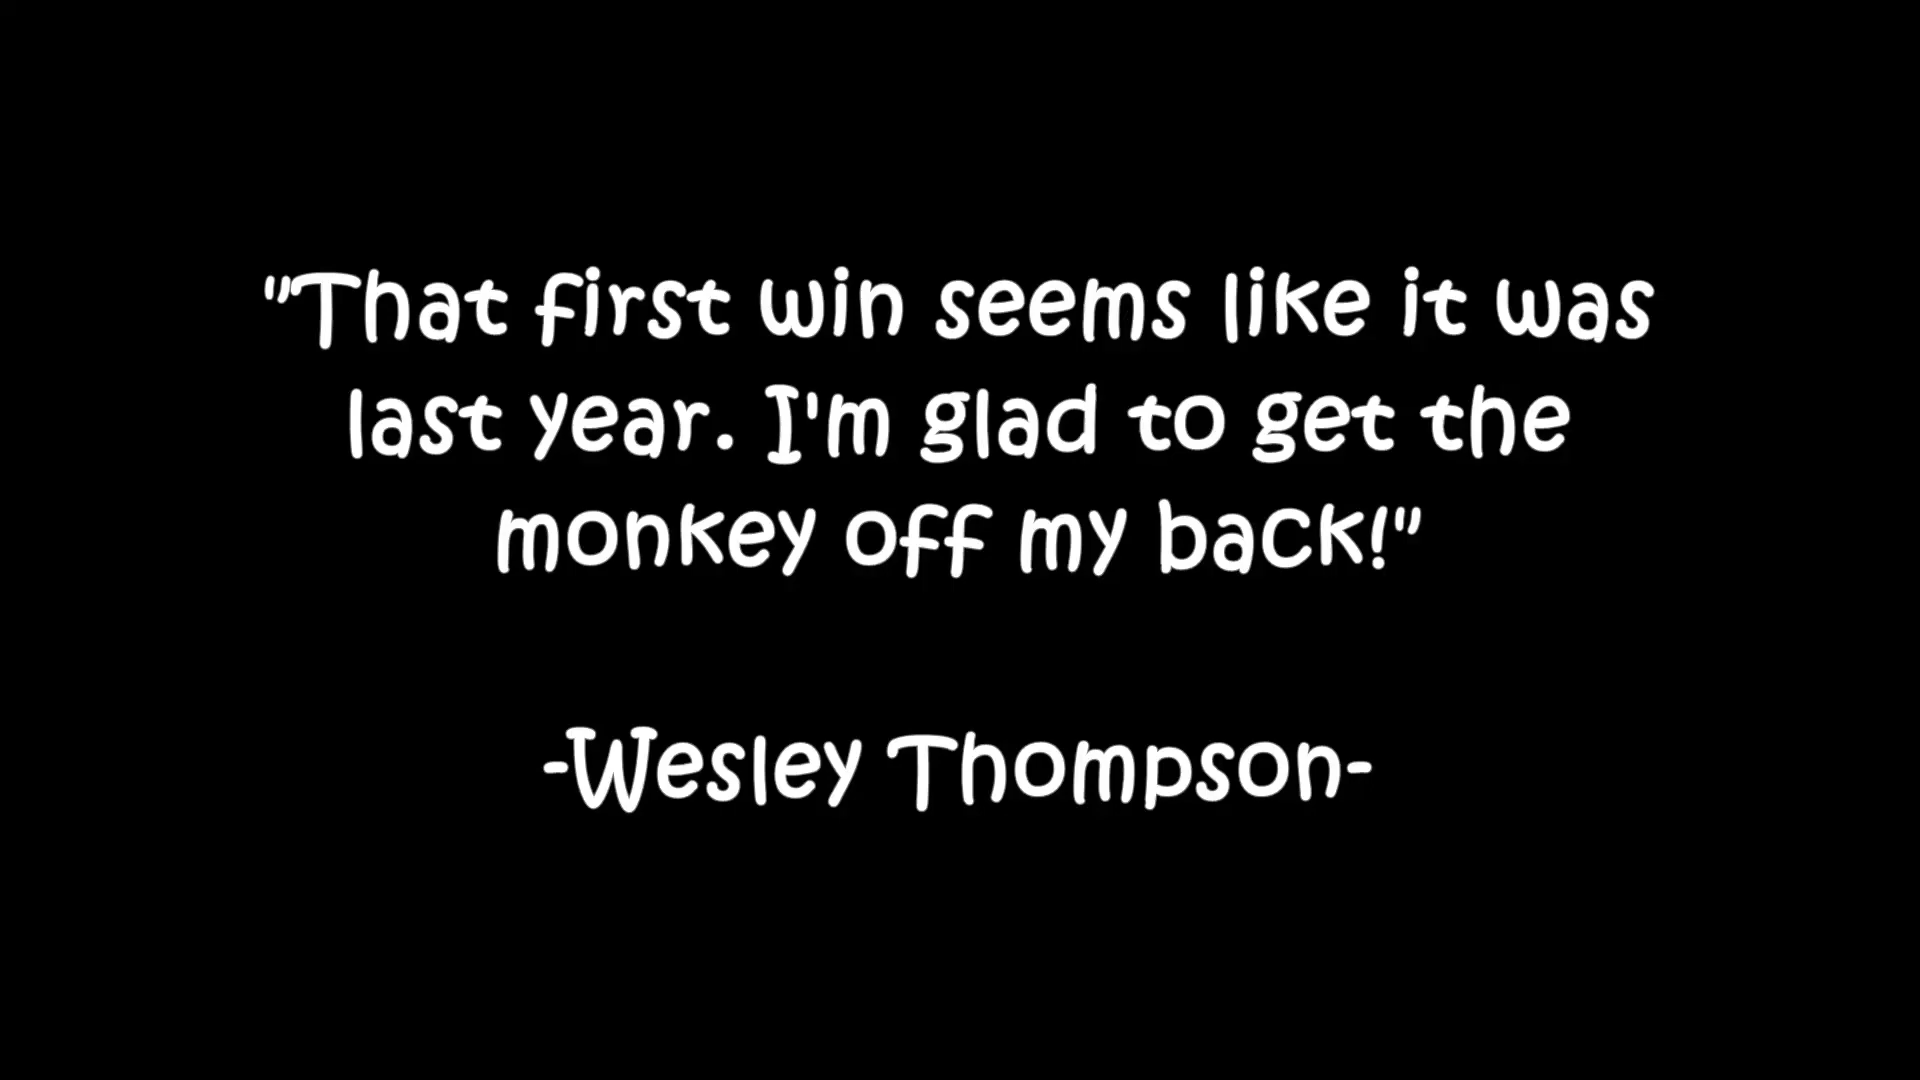 "That first win seems like it was
last year. I'm glad to get the
monkey off my back!"
-Wesley Thompson-